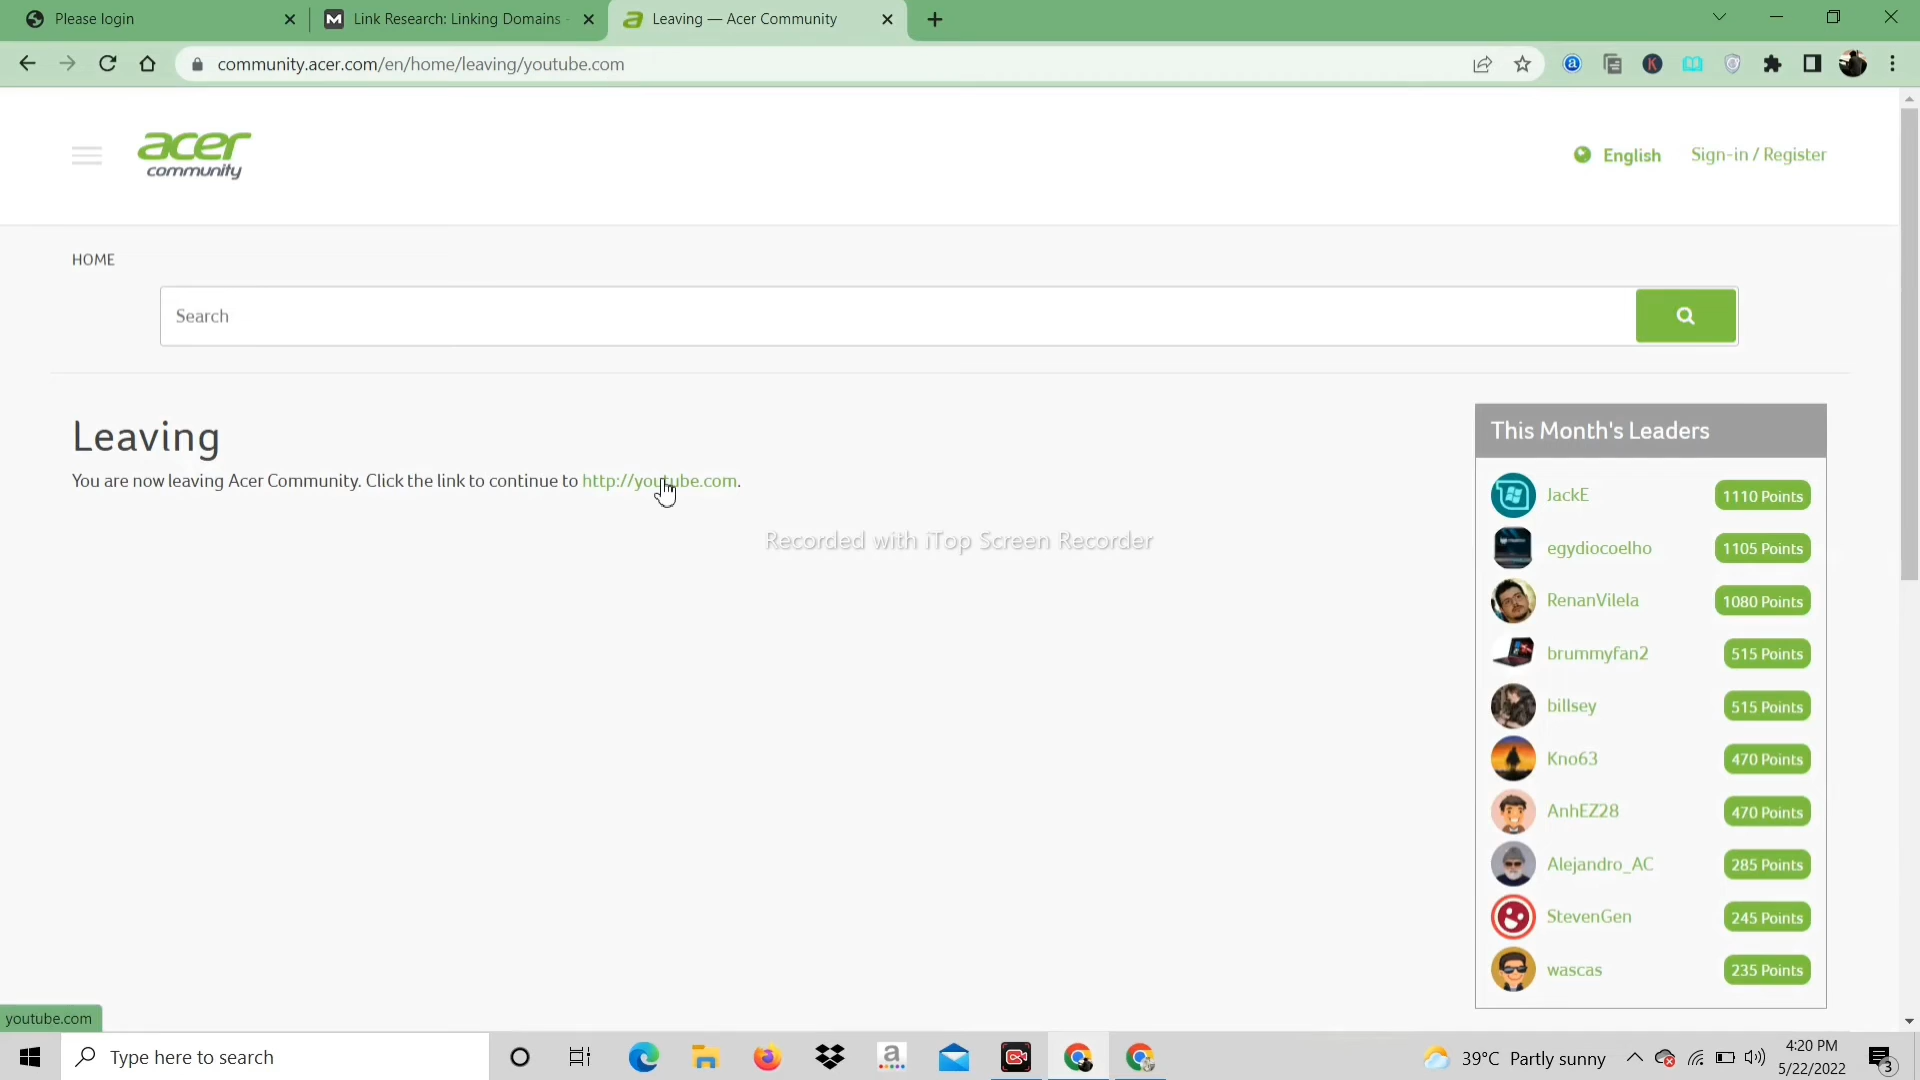 Please login
Link Research: Linking Domains -
Leaving — Acer Community
community.acer.com/en/home/leaving/youtube.com
acer
community
English
Sign-in / Register
HOME
Search
Leaving
You are now leaving Acer Community. Click the link to continue to http://youtube.com.
Recorded with iTop Screen Recorder
This Month's Leaders
JackE 1110 Points
egydiocoelho 1105 Points
RenanVilela 1080 Points
brummyfan2 515 Points
billsey 515 Points
Kno63 470 Points
AnhEZ28 470 Points
Alejandro_AC 285 Points
StevenGen 245 Points
wascas 235 Points
youtube.com
Type here to search
39°C Partly sunny
4:20 PM
5/22/2022
3